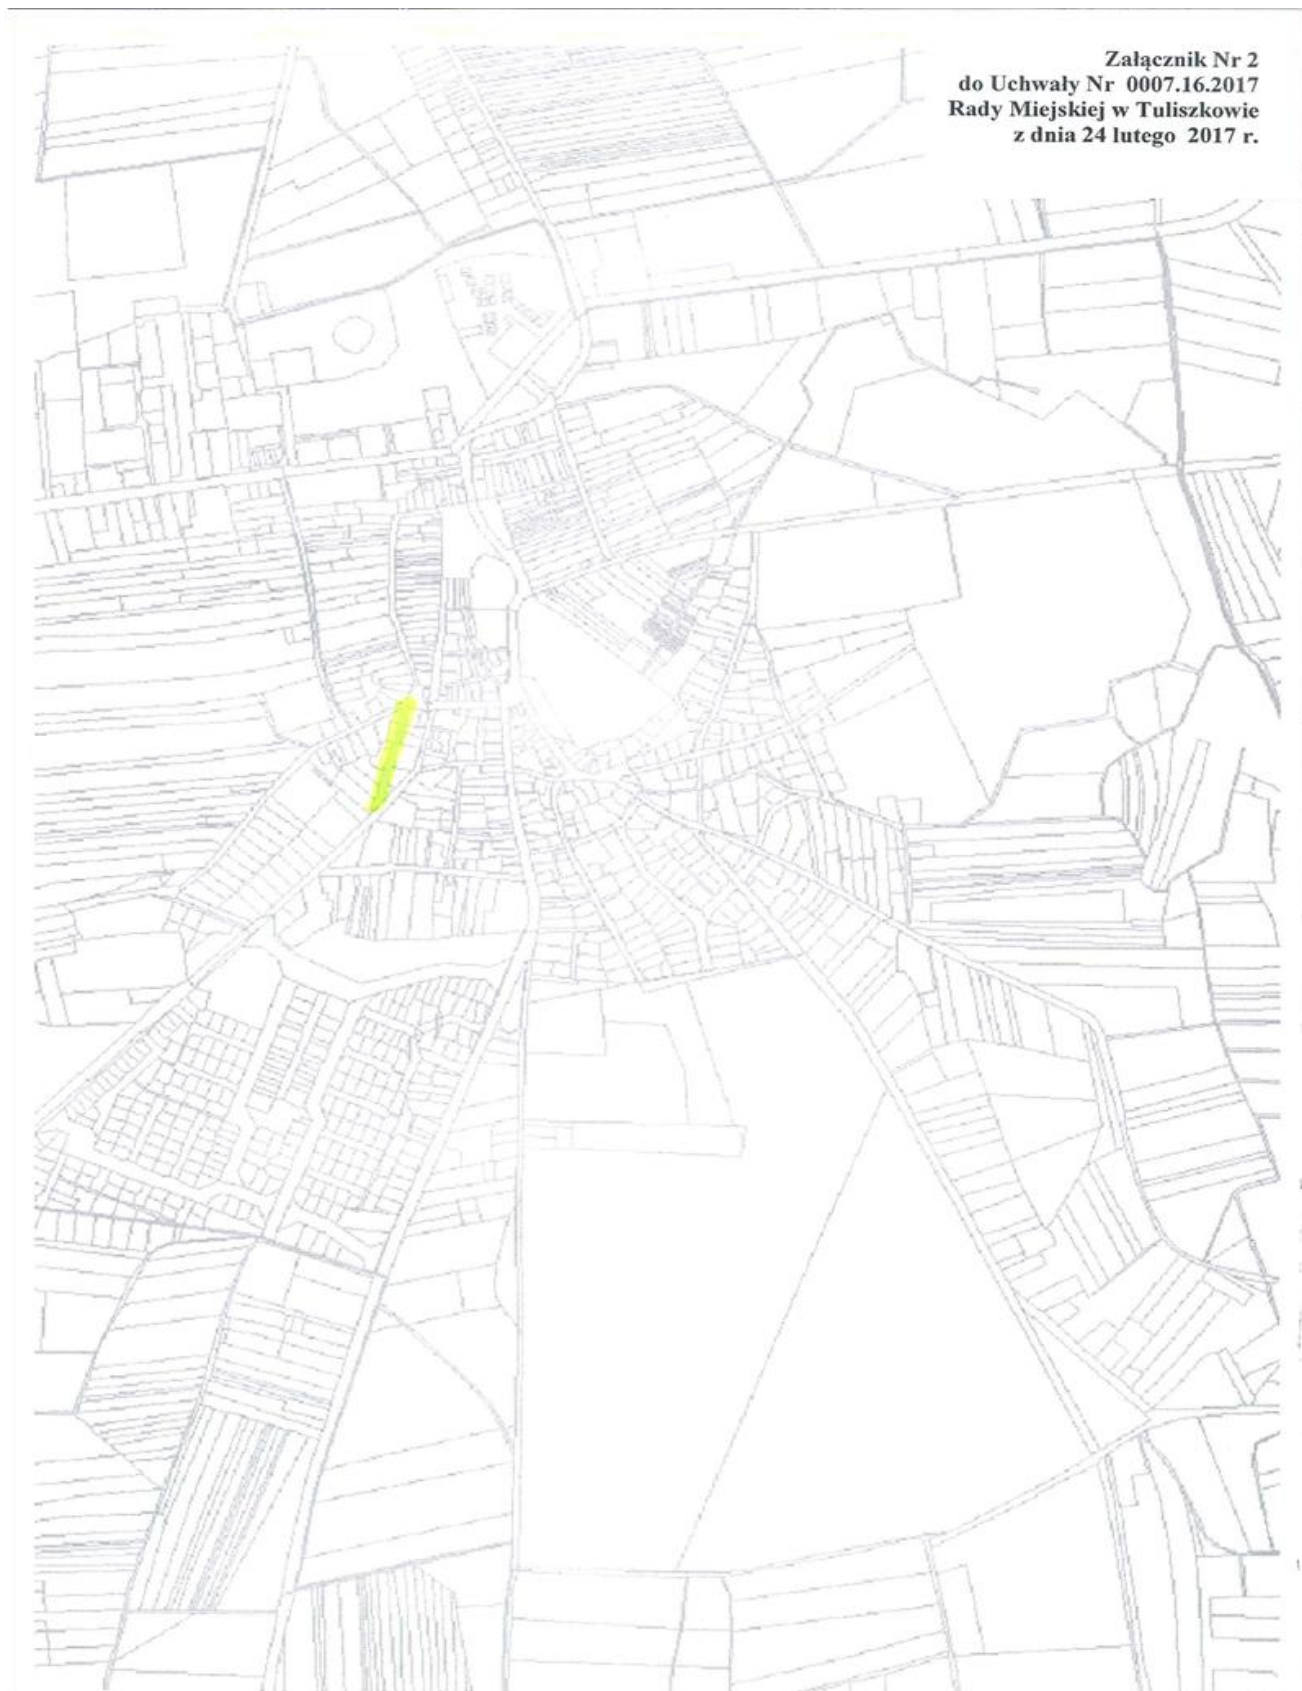 Załącznik Nr 2
do Uchwały Nr 0007.16.2017
Rady Miejskiej w Tuliszkowie
z dnia 24 lutego 2017 r.